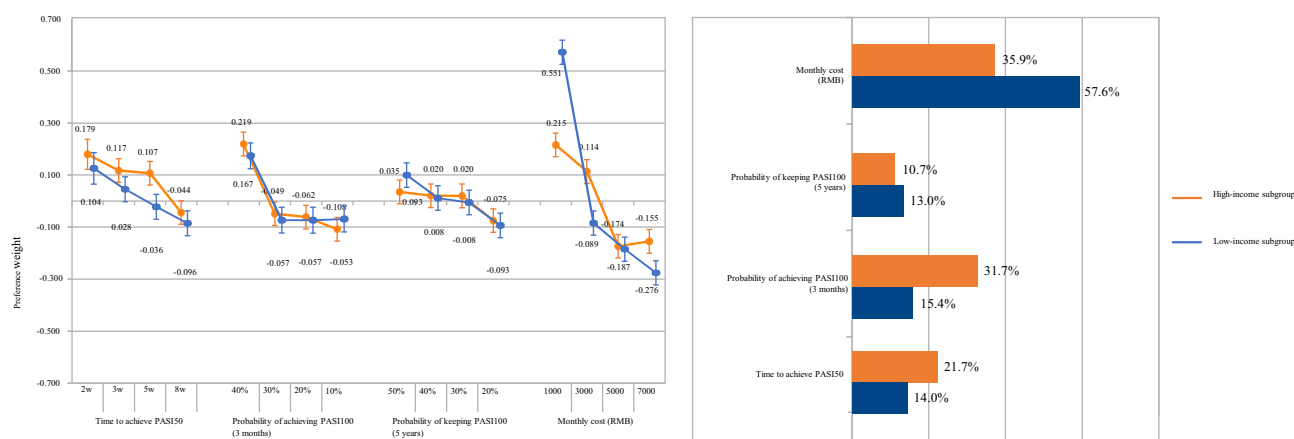 0.700
0.500
0.300
0.100
-0.100
-0.300
-0.500
-0.700
Preference weight
0.179
0.117
0.107
-0.044
0.104
0.028
-0.036
-0.096
0.219
-0.049
-0.062
-0.108
0.167
-0.057
-0.057
-0.053
0.035
0.020
0.020
-0.075
0.093
0.008
-0.008
-0.093
0.551
0.215
0.114
-0.174
-0.155
-0.089
-0.187
-0.276
2w 3w 5w 8w
40% 30% 20% 10%
50% 40% 30% 20%
1000 3000 5000 7000
Time to achieve PASI50
Probability of achieving PASI100
(3 months)
Probability of keeping PASI100
(5 years)
Monthly cost (RMB)
Monthly cost
(RMB)
35.9%
57.6%
Probability of keeping PASI100
(5 years)
10.7%
13.0%
Probability of achieving PASI100
(3 months)
31.7%
15.4%
Time to achieve PASI50
21.7%
14.0%
High-income subgroup
Low-income subgroup